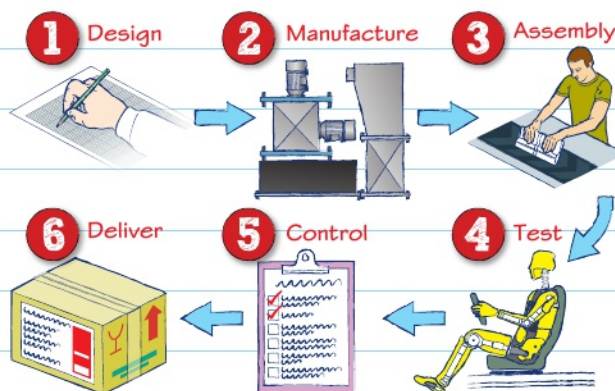 1 Design
2 Manufacture
3 Assembly
4 Test
5 Control
6 Deliver